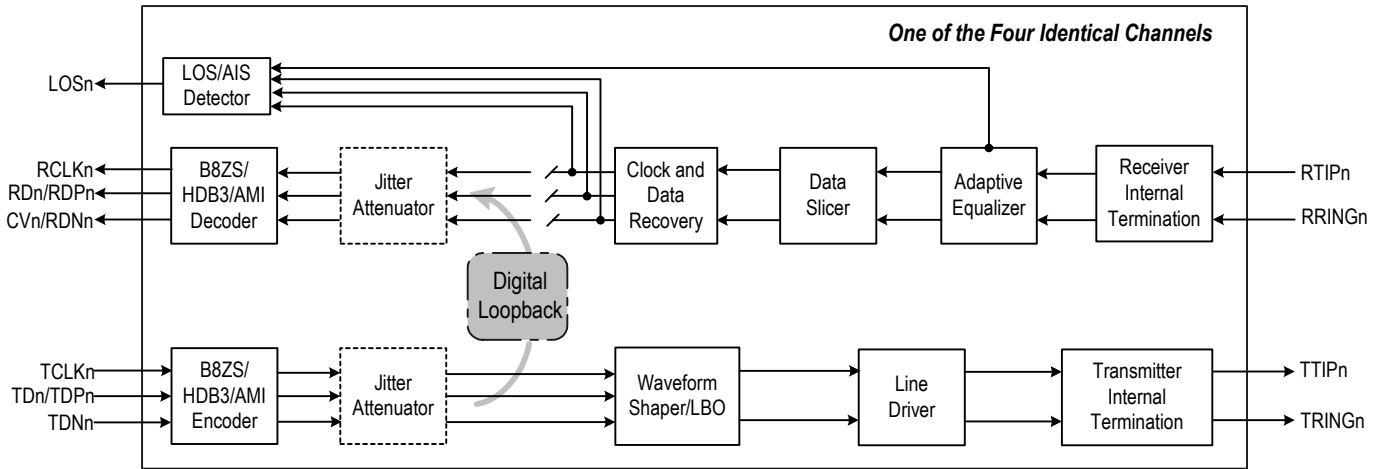 One of the Four Identical Channels
LOSn
LOS/AIS
Detector
RCLKn
RDn/RDPn
CVn/RDNn
B8ZS/
HDB3/AMI
Decoder
Jitter
Attenuator
Clock and
Data
Recovery
Data
Slicer
Adaptive
Equalizer
Receiver
Internal
Termination
RTIPn
RRINGn
Digital
Loopback
TCLKn
TDn/TDPn
TDNn
B8ZS/
HDB3/AMI
Encoder
Jitter
Attenuator
Waveform
Shaper/LBO
Line
Driver
Transmitter
Internal
Termination
TTIPn
TRINGn